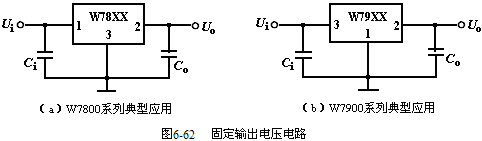 Ui 1 W78XX 2 Uo
3
Ci Co
(a)W7800系列典型应用
Ui 3 W79XX 2 Uo
1
Ci Co
(b)W7900系列典型应用
图6-62 固定输出电压电路